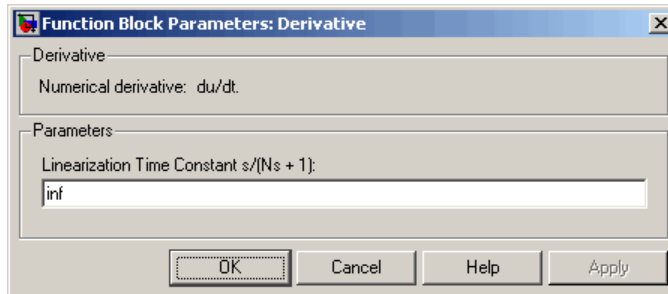 Function Block Parameters: Derivative
Derivative
Numerical derivative: du/dt.
Parameters
Linearization Time Constant s/(Ns + 1):
inf
OK Cancel Help Apply